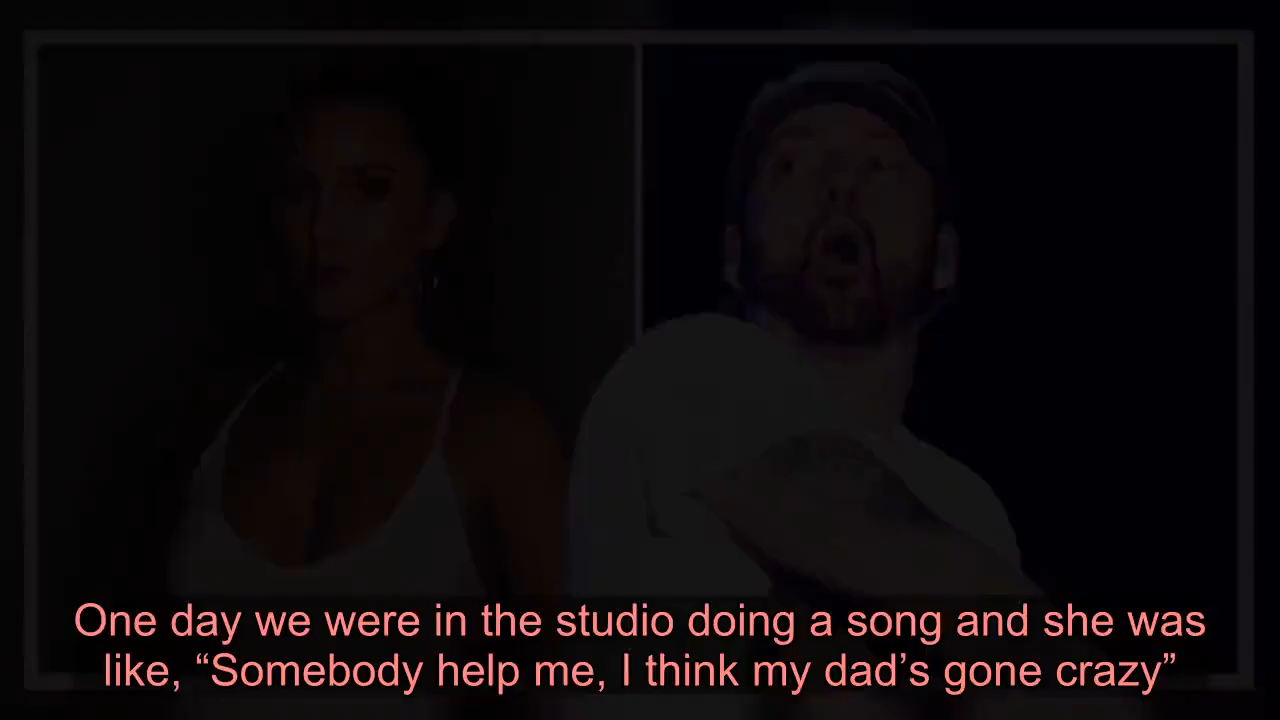 One day we were in the studio doing a song and she was
like, “Somebody help me, I think my dad’s gone crazy”